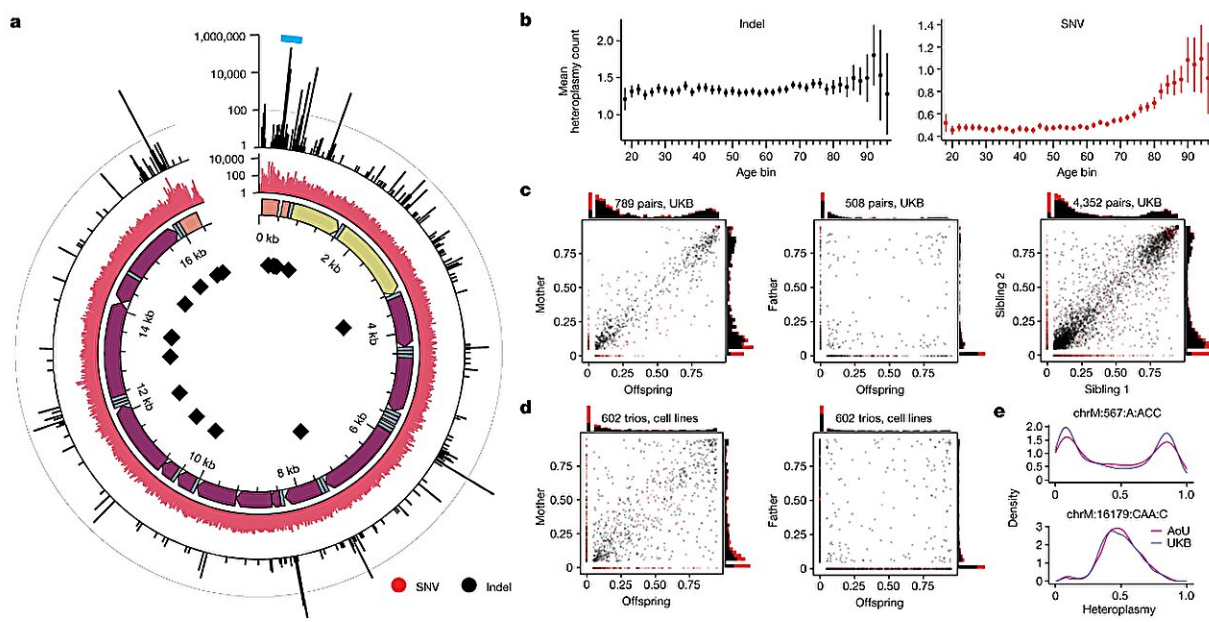 a
1,000,000
10,000
100
1
10,000
100
1
0 kb
2 kb
4 kb
6 kb
8 kb
10 kb
12 kb
14 kb
16 kb
SNV
Indel
b
Indel
SNV
Mean
heteroplasmy count
2.0
1.5
1.0
20 30 40 50 60 70 80 90
Age bin
1.4
1.2
1.0
0.8
0.6
0.4
20 30 40 50 60 70 80 90
Age bin
c
789 pairs, UKB
Mother
0.75
0.50
0.25
0
0 0.25 0.50 0.75
Offspring
508 pairs, UKB
Father
0.75
0.50
0.25
0
0 0.25 0.50 0.75
Offspring
4,352 pairs, UKB
Sibling 2
0.75
0.50
0.25
0
0 0.25 0.50 0.75
Sibling 1
d
602 trios, cell lines
Mother
0.75
0.50
0.25
0
0 0.25 0.50 0.75
Offspring
602 trios, cell lines
Father
0.75
0.50
0.25
0
0 0.25 0.50 0.75
Offspring
e
chrM:567:A:ACC
2.0
1.5
1.0
0.5
0
0 0.5 1.0
Density
chrM:16179:CAA:C
3
2
1
0
AoU
UKB
0 0.5 1.0
Heteroplasmy